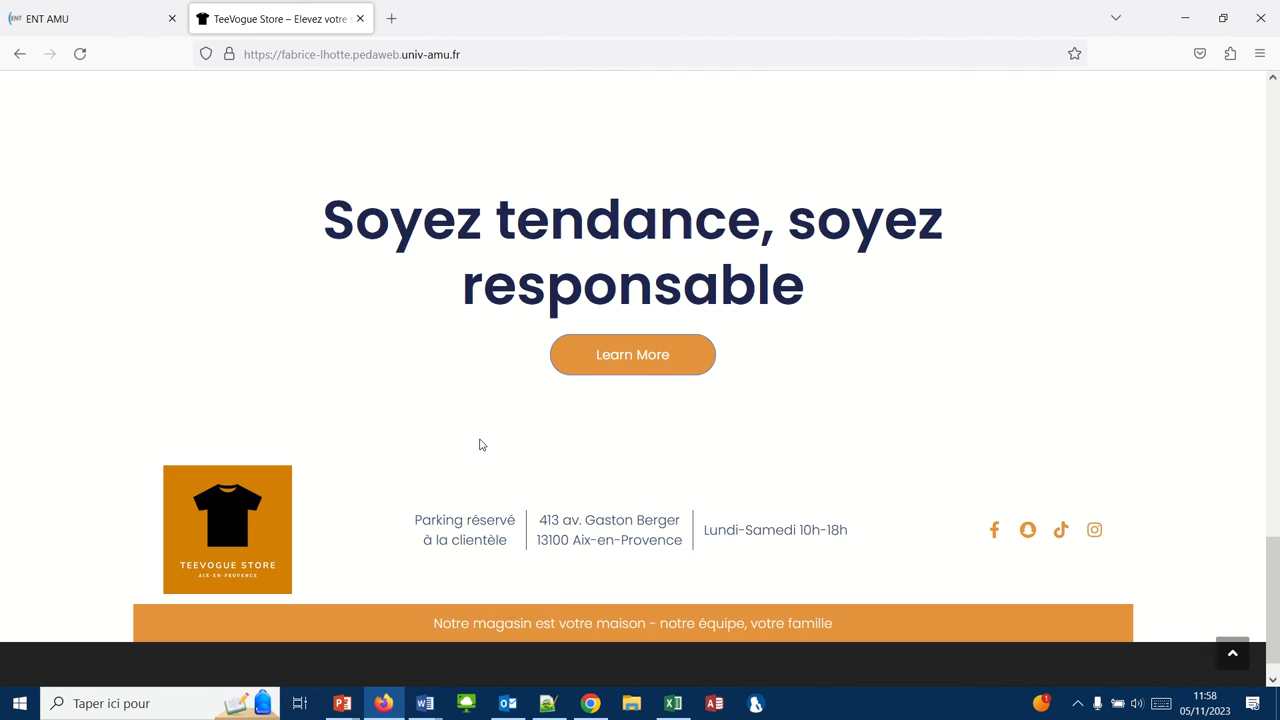 ENT AMU
TeeVogue Store – Elevez votre s
https://fabrice-lhotte.pedaweb.univ-amu.fr
Soyez tendance, soyez
responsable
Learn More
TEEVOGUE STORE
AIX-EN-PROVENCE
Parking réservé
à la clientèle
413 av. Gaston Berger
13100 Aix-en-Provence
Lundi-Samedi 10h-18h
Notre magasin est votre maison - notre équipe, votre famille
Taper ici pour
11:58
05/11/2023